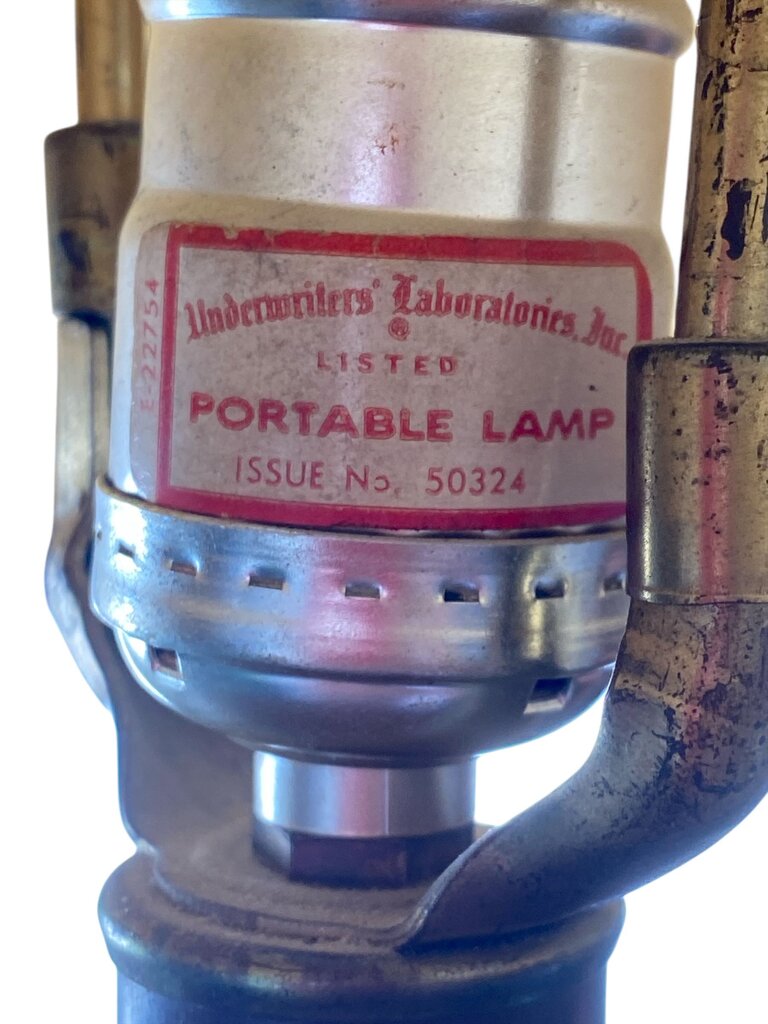 Underwriters' Laboratories, Inc.
®
LISTED
PORTABLE LAMP
ISSUE No. 50324
E-22754